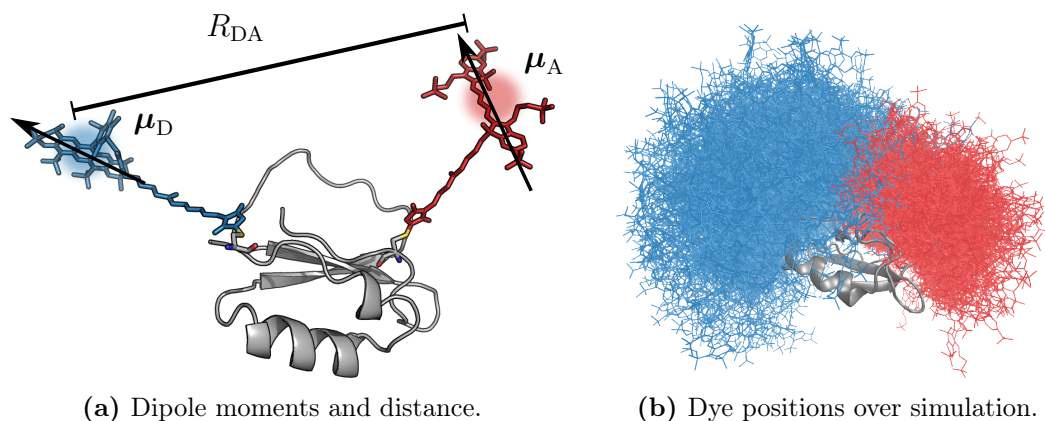 R_DA
μ_A
μ_D
(a) Dipole moments and distance.
(b) Dye positions over simulation.